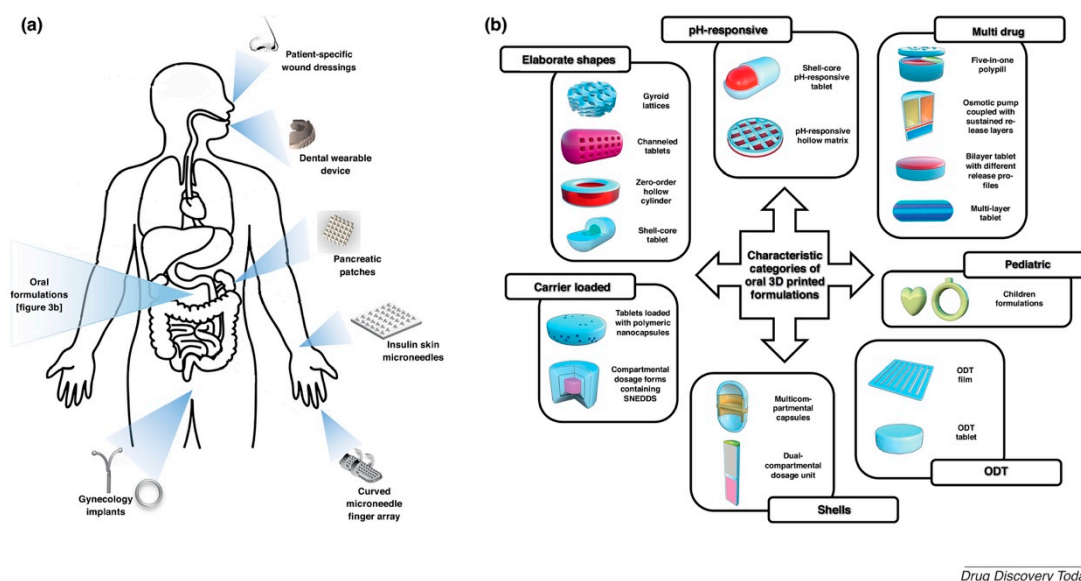 (a)
Patient-specific
wound dressings
Dental wearable
device
Pancreatic
patches
Oral
formulations
[figure 3b]
Insulin skin
microneedles
Gynecology
implants
Curved
microneedle
finger array
(b)
Elaborate shapes
Gyroid
lattices
Channeled
tablets
Zero-order
hollow
cylinder
Shell-core
tablet
pH-responsive
Shell-core
pH-responsive
tablet
pH-responsive
hollow matrix
Multi drug
Five-in-one
polypill
Osmotic pump
coupled with
sustained re-
lease layers
Bilayer tablet
with different
release pro-
files
Multi-layer
tablet
Characteristic
categories of
oral 3D printed
formulations
Carrier loaded
Tablets loaded
with polymeric
nanocapsules
Compartmental
dosage forms
containing
SNEDDS
Pediatric
Children
formulations
Multicom-
partmental
capsules
Dual-
compartmental
dosage unit
Shells
ODT
film
ODT
tablet
ODT
Drug Discovery Today